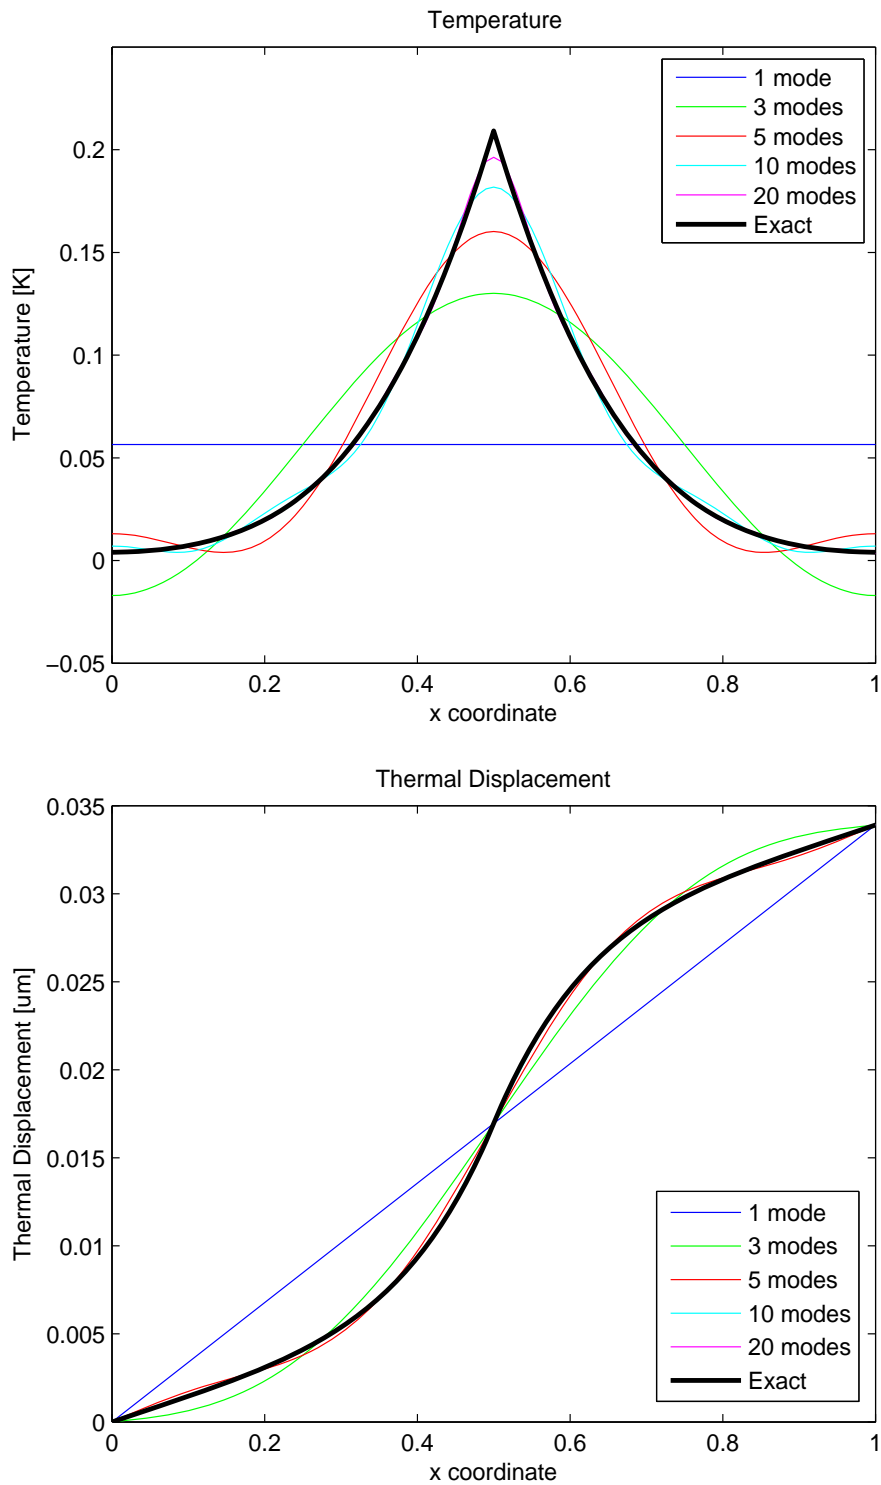 Temperature
1 mode
3 modes
5 modes
10 modes
20 modes
Exact
0.2
0.15
0.1
0.05
0
−0.05
Temperature [K]
0 0.2 0.4 0.6 0.8 1
x coordinate
Thermal Displacement
0.035
0.03
0.025
0.02
0.015
0.01
0.005
0
Thermal Displacement [um]
1 mode
3 modes
5 modes
10 modes
20 modes
Exact
0 0.2 0.4 0.6 0.8 1
x coordinate